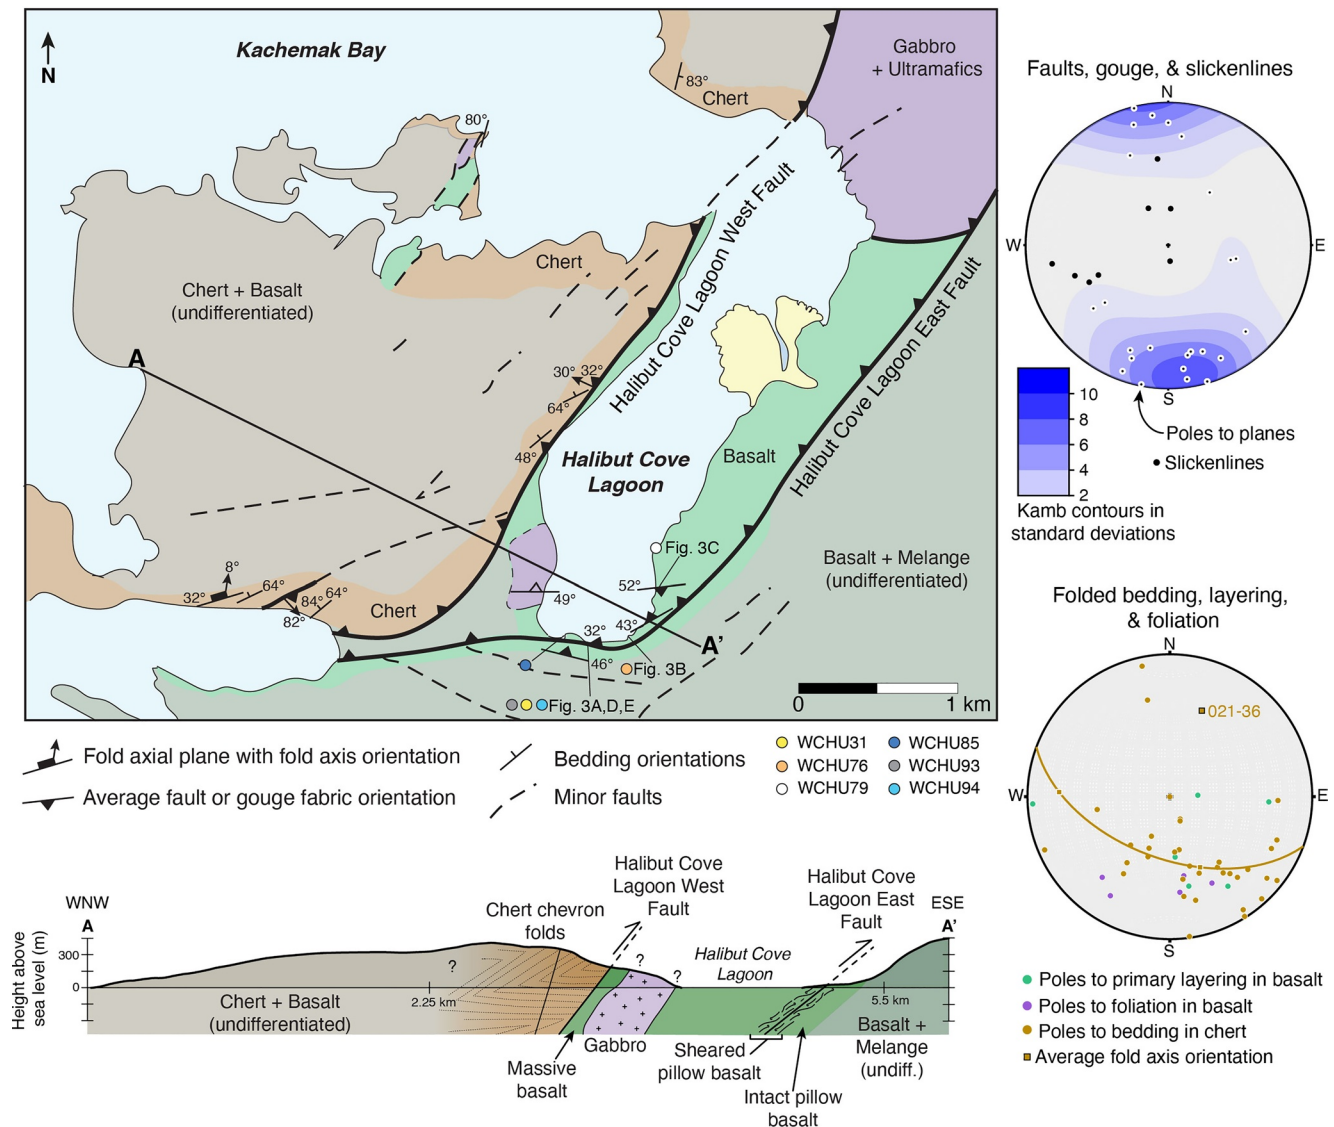 N
Kachemak Bay
Gabbro
+ Ultramafics
83°
Chert
80°
Halibut Cove Lagoon West Fault
Chert
Chert + Basalt
(undifferentiated)
A
30°
32°
64°
48°
Halibut Cove
Lagoon
Basalt
Halibut Cove Lagoon East Fault
Fig. 3C
Basalt + Melange
(undifferentiated)
8°
32°
64°
84°
64°
82°
Chert
49°
52°
32°
43°
46°
A'
Fig. 3B
Fig. 3A,D,E
0
1 km
Fold axial plane with fold axis orientation
Average fault or gouge fabric orientation
Bedding orientations
Minor faults
WCHU31
WCHU76
WCHU79
WCHU85
WCHU93
WCHU94
Faults, gouge, & slickenlines
N
W
E
S
10
8
6
4
2
Poles to planes
Slickenlines
Kamb contours in
standard deviations
Folded bedding, layering,
& foliation
N
021-36
W
E
S
Poles to primary layering in basalt
Poles to foliation in basalt
Poles to bedding in chert
Average fold axis orientation
WNW
A
Height above
sea level (m)
300
0
Chert + Basalt
(undifferentiated)
2.25 km
?
Chert chevron
folds
Halibut Cove
Lagoon West
Fault
?
?
Halibut Cove
Lagoon
Halibut Cove
Lagoon East
Fault
ESE
A'
5.5 km
Gabbro
Massive
basalt
Sheared
pillow basalt
Intact pillow
basalt
Basalt +
Melange
(undiff.)